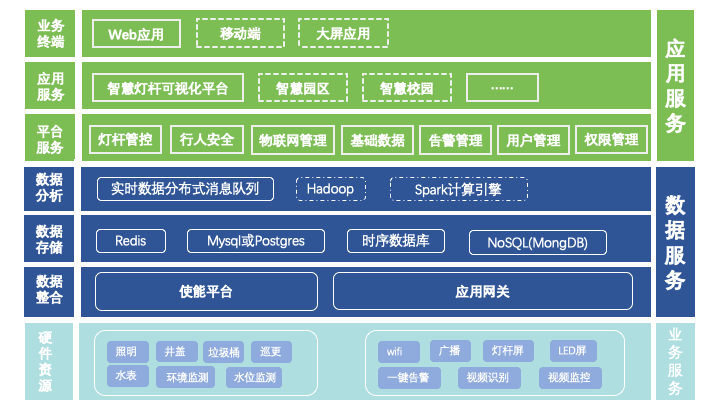 业务
终端
Web应用 移动端 大屏应用
应用
服务
智慧灯杆可视化平台 智慧园区 智慧校园 ……
平台
服务
灯杆管控 行人安全 物联网管理 基础数据 告警管理 用户管理 权限管理
应用服务
数据
分析
实时数据分布式消息队列 Hadoop Spark计算引擎
数据
存储
Redis Mysql或Postgres 时序数据库 NoSQL(MongDB)
数据
整合
使能平台 应用网关
数据服务
硬件资源
照明 井盖 垃圾桶 巡更 wifi 广播 灯杆屏 LED屏
水表 环境监测 水位监测 一键告警 视频识别 视频监控
业务服务